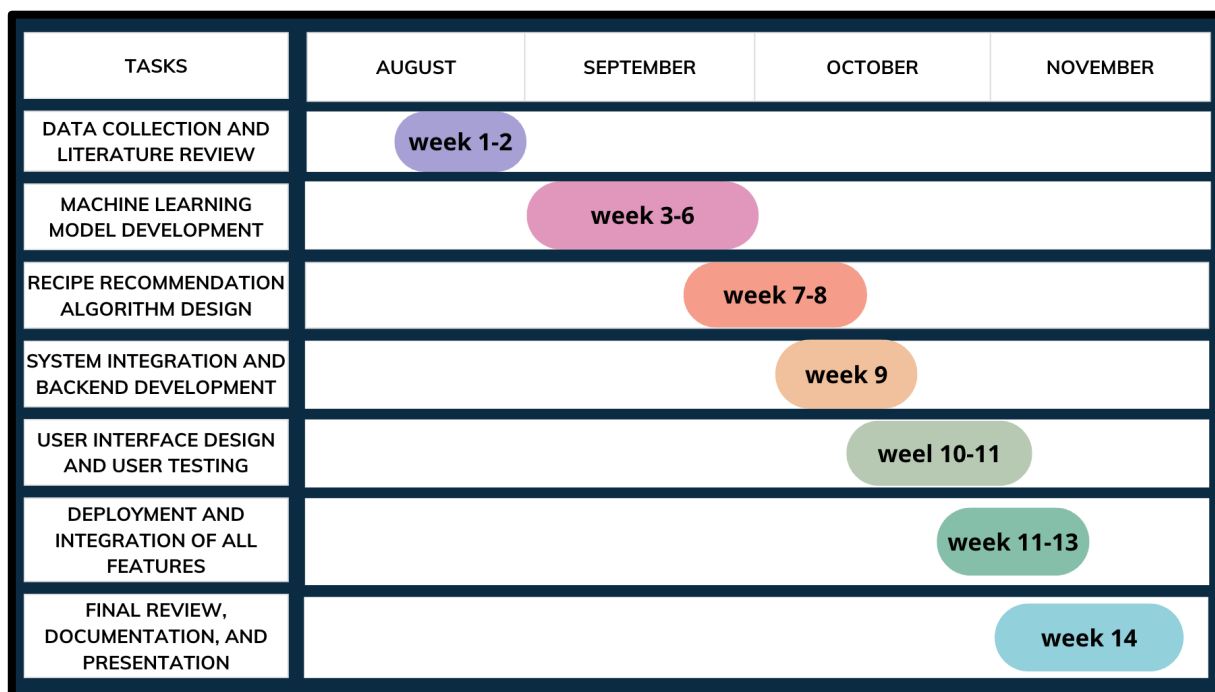 TASKS
AUGUST
SEPTEMBER
OCTOBER
NOVEMBER
DATA COLLECTION AND
LITERATURE REVIEW
week 1-2
MACHINE LEARNING
MODEL DEVELOPMENT
week 3-6
RECIPE RECOMMENDATION
ALGORITHM DESIGN
week 7-8
SYSTEM INTEGRATION AND
BACKEND DEVELOPMENT
week 9
USER INTERFACE DESIGN
AND USER TESTING
weel 10-11
DEPLOYMENT AND
INTEGRATION OF ALL
FEATURES
week 11-13
FINAL REVIEW,
DOCUMENTATION, AND
PRESENTATION
week 14